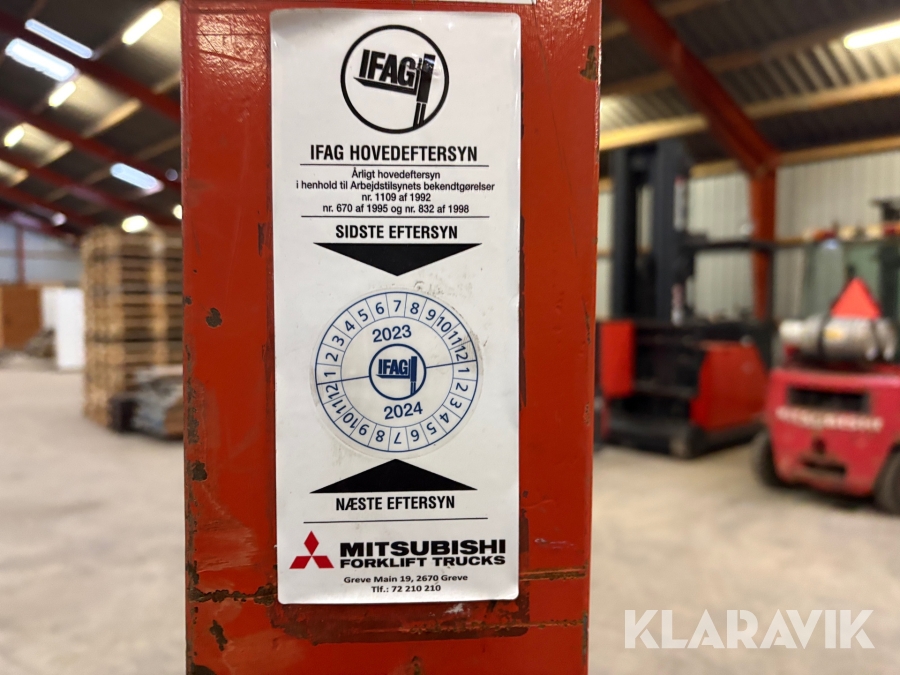 IFAG
IFAG HOVEDEFTERSYN
Årligt hovedeftersyn
i henhold til Arbejdstilsynets bekendtgørelser
nr. 1109 af 1992
nr. 670 af 1995 og nr. 832 af 1998
SIDSTE EFTERSYN
1 2 3 4 5 6 7 8 9 10 11 12
2023
IFAG
2024
1 2 3 4 5 6 7 8 9 10 11 12
NÆSTE EFTERSYN
MITSUBISHI
FORKLIFT TRUCKS
Greve Main 19, 2670 Greve
Tlf.: 72 210 210
MITSUBISHI
KLARAVIK